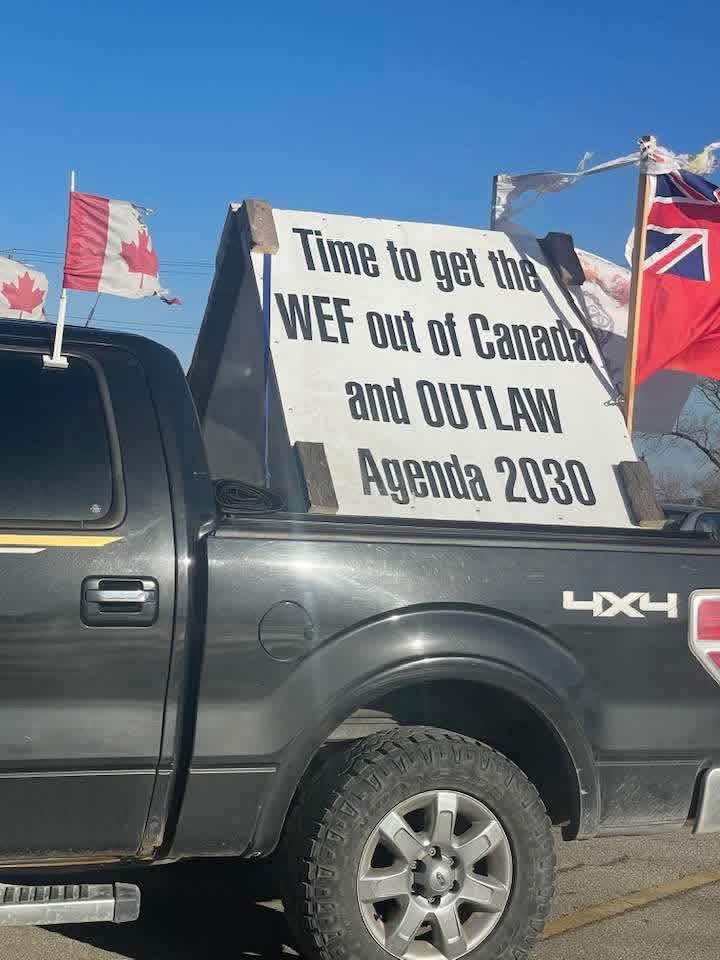 Time to get the
WEF out of Canada
and OUTLAW
Agenda 2030
4X4